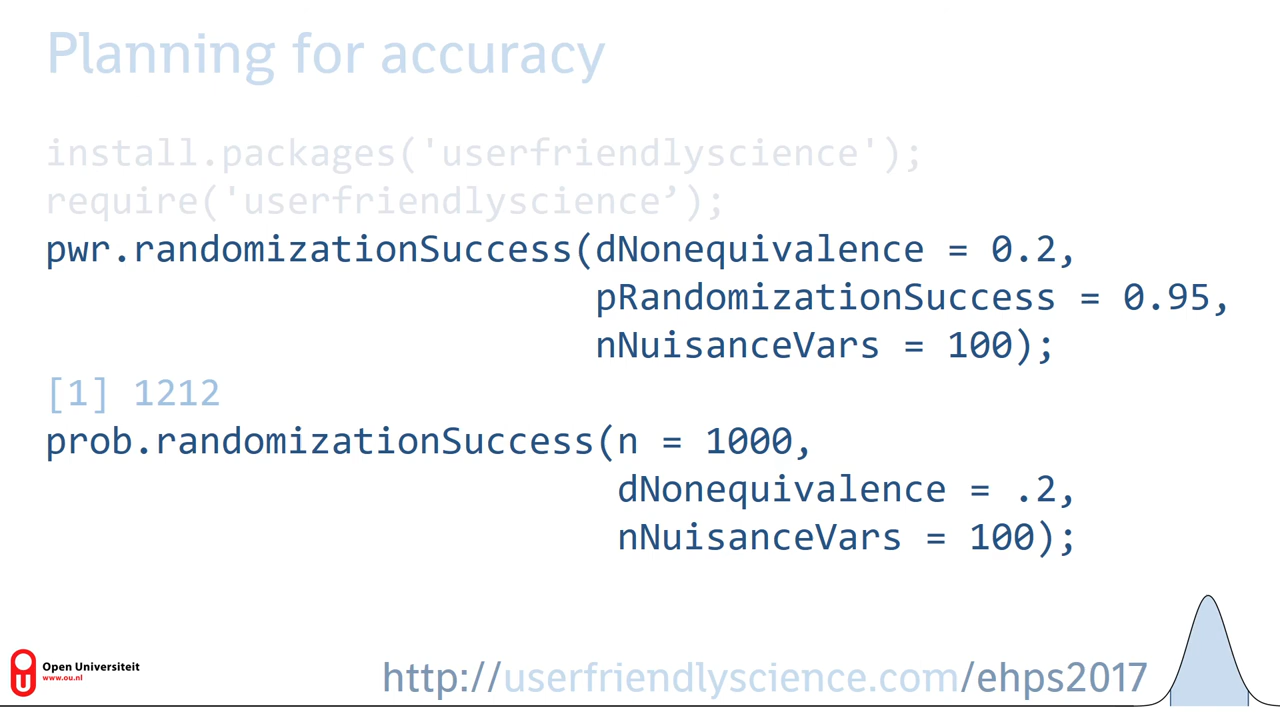 Planning for accuracy
install.packages('userfriendlyscience');
require('userfriendlyscience’);
pwr.randomizationSuccess(dNonequivalence = 0.2,
pRandomizationSuccess = 0.95,
nNuisanceVars = 100);
[1] 1212
prob.randomizationSuccess(n = 1000,
dNonequivalence = .2,
nNuisanceVars = 100);
Open Universiteit
www.ou.nl
http://userfriendlyscience.com/ehps2017